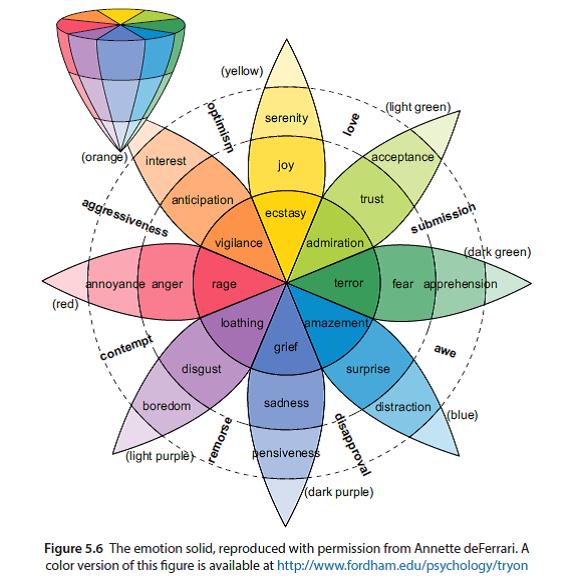 (yellow)
serenity
joy
ecstasy
optimism
love
(light green)
acceptance
trust
admiration
submission
(dark green)
terror
fear
apprehension
awe
amazement
surprise
distraction
(blue)
disapproval
grief
sadness
pensiveness
(dark purple)
remorse
loathing
disgust
boredom
(light purple)
contempt
rage
anger
annoyance
(red)
aggressiveness
vigilance
anticipation
interest
(orange)
Figure 5.6 The emotion solid, reproduced with permission from Annette deFerrari. A
color version of this figure is available at http://www.fordham.edu/psychology/tryon